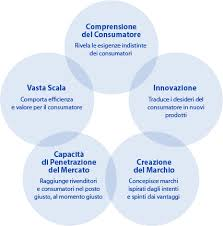 Comprensione
del Consumatore
Rivela le esigenze indistinte
dei consumatori
Vasta Scala
Comporta efficienza
e valore per il consumatore
Innovazione
Traduce i desideri del
consumatore in nuovi
prodotti
Capacità
di Penetrazione
del Mercato
Raggiunge rivenditori
e consumatori nel posto
giusto, al momento giusto
Creazione
del Marchio
Concepisce marchi
ispirati dagli intenti
e spinti dai vantaggi